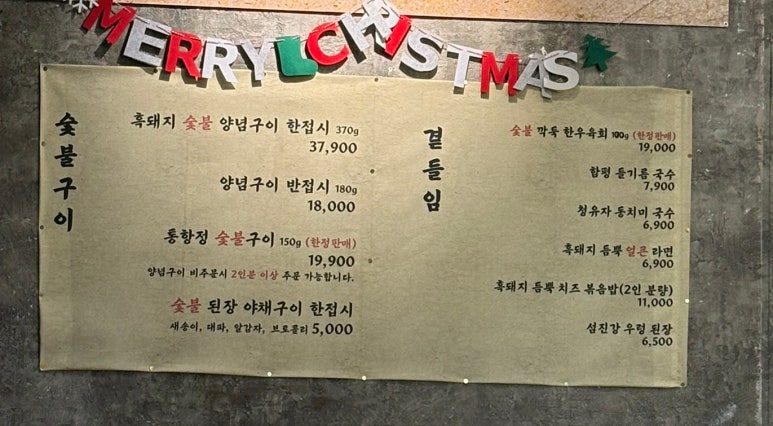 MERRY CHRISTMAS
숯불구이
흑돼지 숯불 양념구이 한접시 370g
37,900
양념구이 반접시 180g
18,000
통항정 숯불구이 150g (한정판매)
19,900
양념구이 비주문시 2인분 이상 주문 가능합니다.
숯불 된장 야채구이 한접시
새송이, 대파, 알감자, 브로콜리 5,000
곁들임
숯불 깍둑 한우육회 100g (한정판매)
19,000
함평 들기름 국수
7,900
청유자 동치미 국수
6,900
흑돼지 듬뿍 얼큰 라면
6,900
흑돼지 듬뿍 치즈 볶음밥(2인 분량)
11,000
섬진강 우렁 된장
6,500